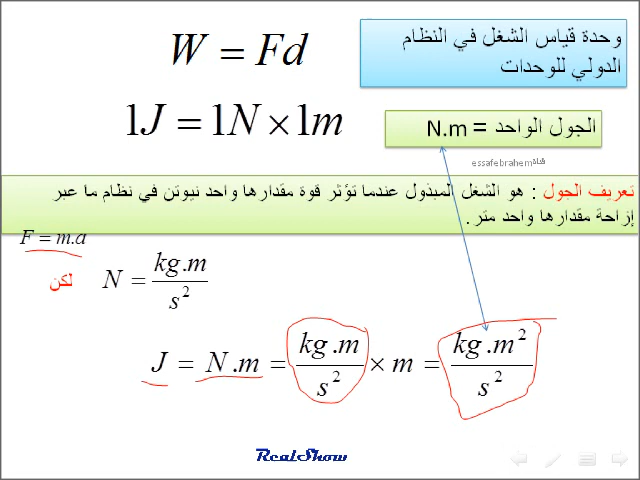 وحدة قياس الشغل في النظام
الدولي للوحدات
W = Fd
1J = 1N × 1m
الجول الواحد = N.m
قناة essafebrahem
تعريف الجول : هو الشغل المبذول عندما تؤثر قوة مقدارها واحد نيوتن في نظام ما عبر
إزاحة مقدارها واحد متر.
F = m.a
لكن N = kg.m / s²
J = N.m = kg.m / s² × m = kg.m² / s²
RealShow